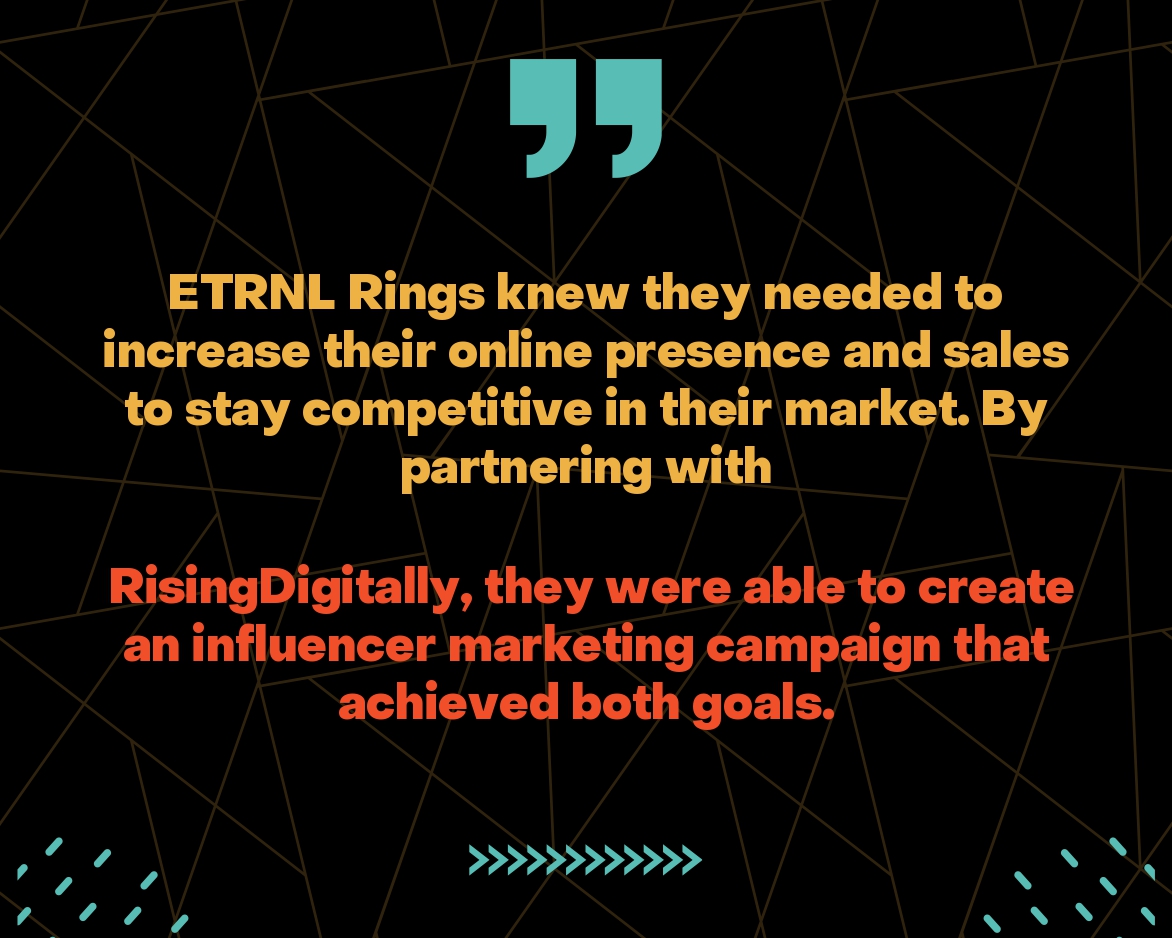 ETRNL Rings knew they needed to
increase their online presence and sales
to stay competitive in their market. By
partnering with
RisingDigitally, they were able to create
an influencer marketing campaign that
achieved both goals.